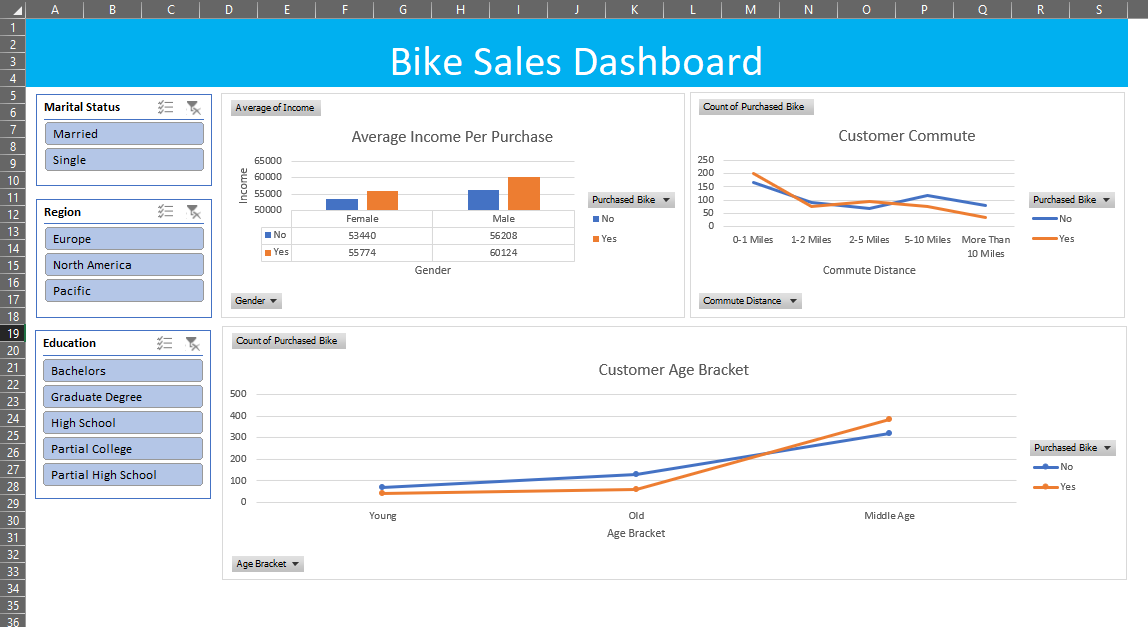 A B C D E F G H I J K L M N O P Q R S
1
2
3
4
5
6
7
8
9
10
11
12
13
14
15
16
17
18
19
20
21
22
23
24
25
26
27
28
29
30
31
32
33
34
35
36
Bike Sales Dashboard
Marital Status
Married
Single
Region
Europe
North America
Pacific
Education
Bachelors
Graduate Degree
High School
Partial College
Partial High School
Average of Income
Average Income Per Purchase
Income
65000
60000
55000
50000
Female Male
No 53440 56208
Yes 55774 60124
Gender
Purchased Bike
No
Yes
Gender
Count of Purchased Bike
Customer Commute
250
200
150
100
50
0
0-1 Miles 1-2 Miles 2-5 Miles 5-10 Miles More Than
10 Miles
Commute Distance
Purchased Bike
No
Yes
Commute Distance
Count of Purchased Bike
Customer Age Bracket
500
400
300
200
100
0
Young Old Middle Age
Age Bracket
Purchased Bike
No
Yes
Age Bracket